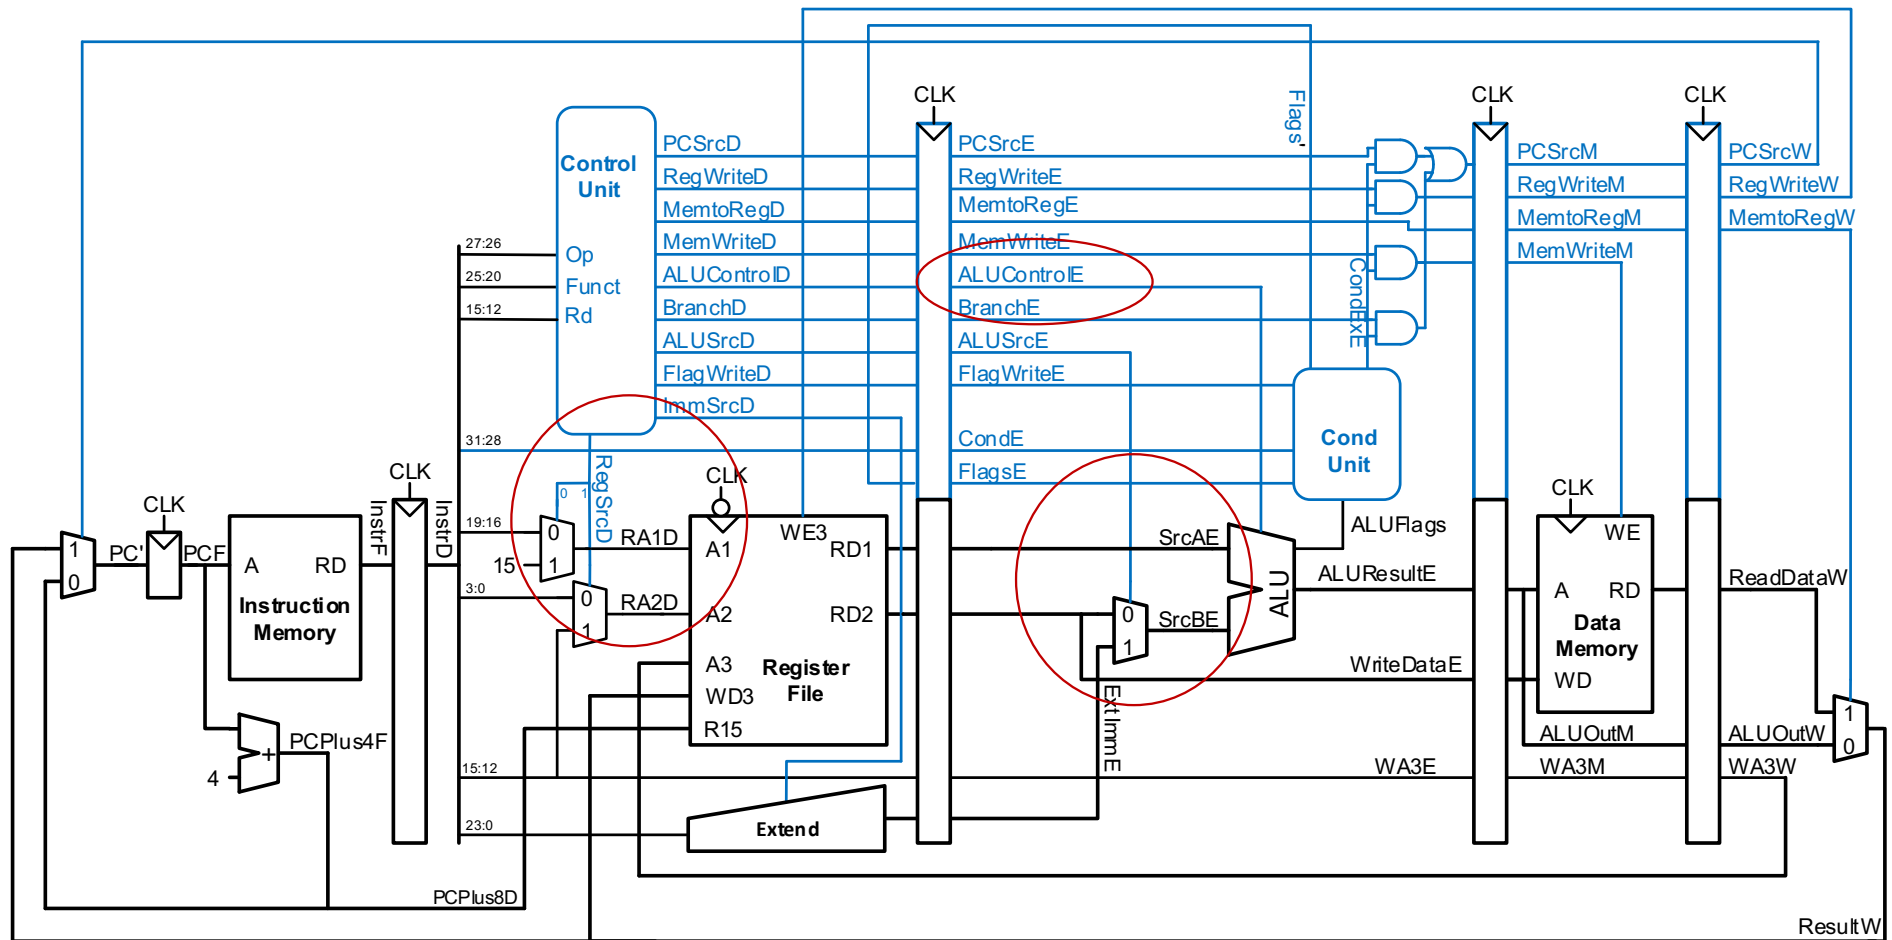 CLK
CLK
CLK
Flags'
Control
Unit
PCSrcD
RegWriteD
MemtoRegD
MemWriteD
ALUControlD
BranchD
ALUSrcD
FlagWriteD
ImmSrcD
PCSrcE
RegWriteE
MemtoRegE
MemWriteE
ALUControlE
BranchE
ALUSrcE
FlagWriteE
CondE
FlagsE
PCSrcM
RegWriteM
MemtoRegM
MemWriteM
PCSrcW
RegWriteW
MemtoRegW
27:26
Op
25:20
Funct
15:12
Rd
CondExE
Cond
Unit
31:28
RegSrcD
0 1
CLK
CLK
CLK
CLK
InstrF
InstrD
1
0
PC'
PCF
A
RD
Instruction
Memory
19:16
0
15
1
RA1D
3:0
0
1
RA2D
A1
WE3
RD1
A2
RD2
A3
Register
File
WD3
R15
SrcAE
0
1
SrcBE
ALU
ALUFlags
ALUResultE
WriteDataE
ExtImmE
WE
A
RD
Data
Memory
WD
ReadDataW
1
0
PCPlus4F
+
4
15:12
WA3E
ALUOutM
WA3M
ALUOutW
WA3W
23:0
Extend
PCPlus8D
ResultW